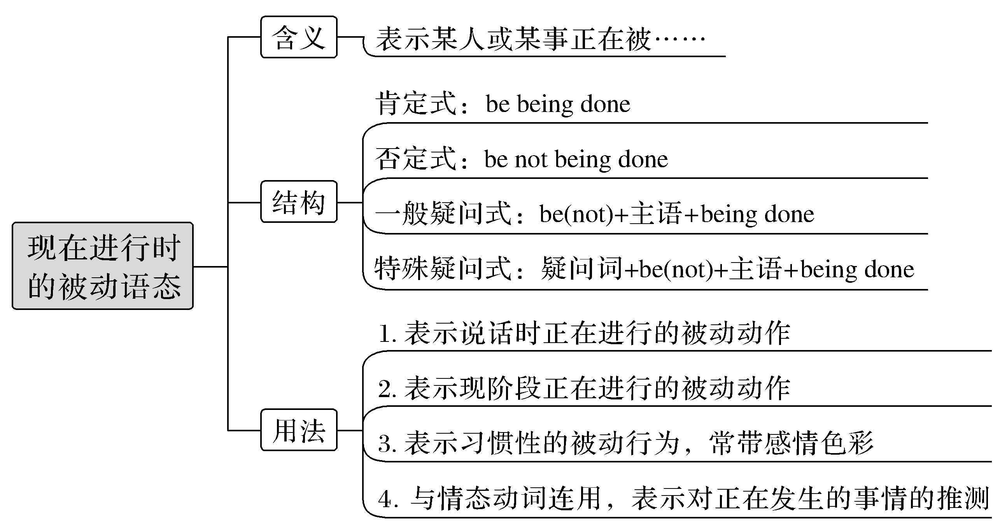 现在进行时
的被动语态
含义
表示某人或某事正在被……
结构
肯定式：be being done
否定式：be not being done
一般疑问式：be(not)+主语+being done
特殊疑问式：疑问词+be(not)+主语+being done
用法
1. 表示说话时正在进行的被动动作
2. 表示现阶段正在进行的被动动作
3. 表示习惯性的被动行为，常带感情色彩
4. 与情态动词连用，表示对正在发生的事情的推测